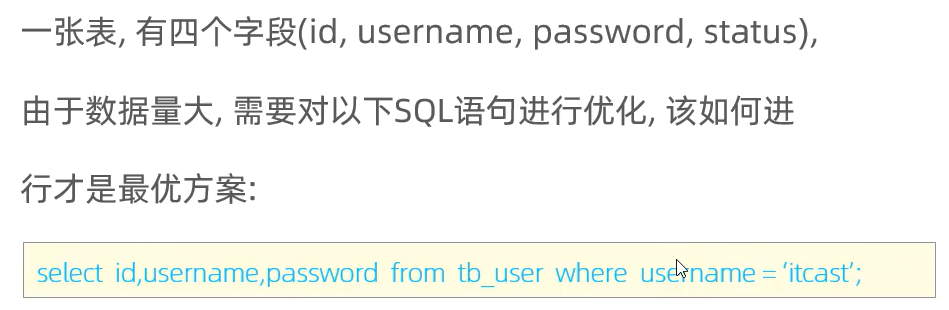 一张表, 有四个字段(id, username, password, status),
由于数据量大, 需要对以下SQL语句进行优化, 该如何进
行才是最优方案:
select id,username,password from tb_user where username = ‘itcast’;